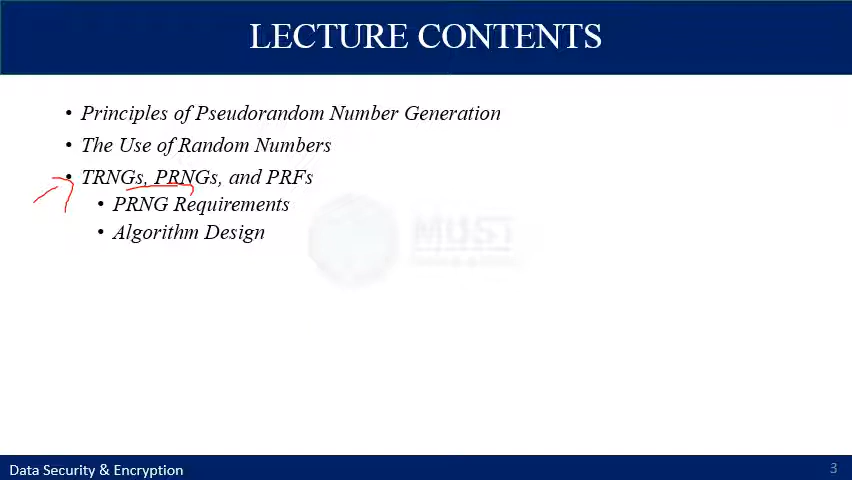 LECTURE CONTENTS
• Principles of Pseudorandom Number Generation
• The Use of Random Numbers
• TRNGs, PRNGs, and PRFs
• PRNG Requirements
• Algorithm Design
MUST
Data Security & Encryption
3